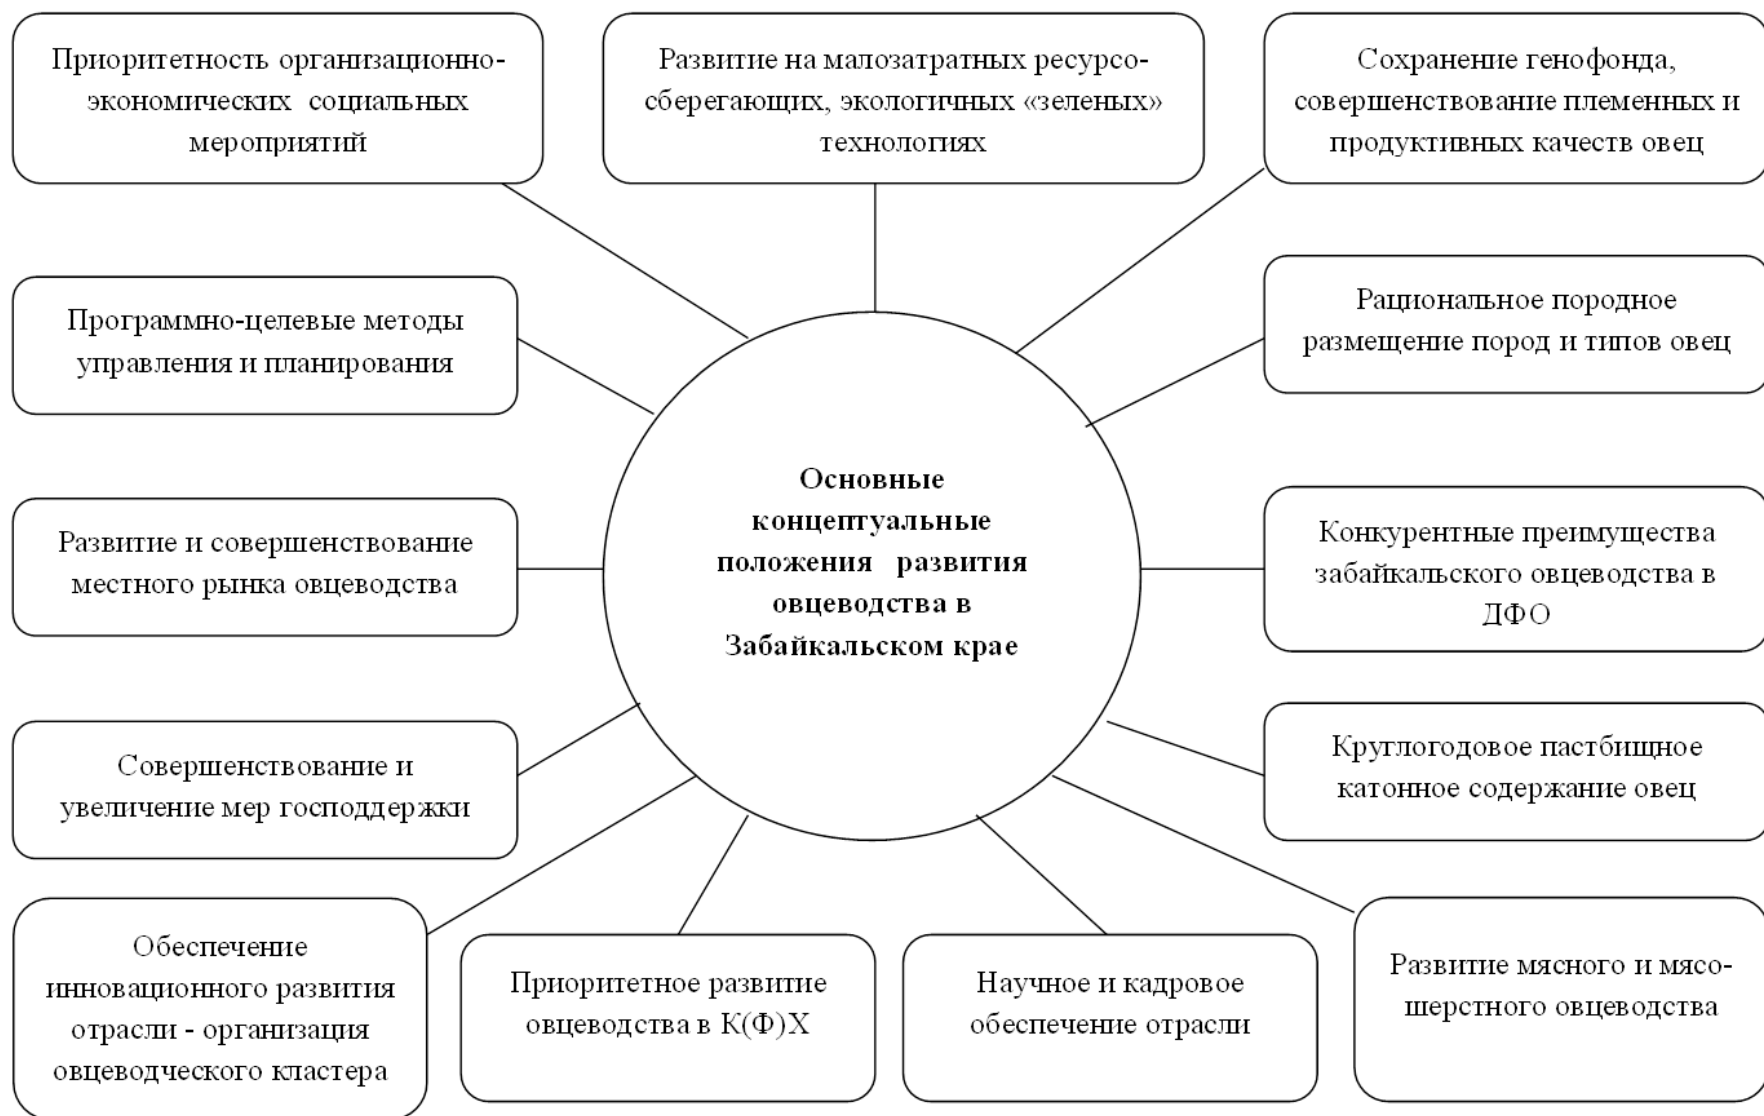 Приоритетность организационно-
экономических социальных
мероприятий
Развитие на малозатратных ресурсо-
сберегающих, экологичных «зеленых»
технологиях
Сохранение генофонда,
совершенствование племенных и
продуктивных качеств овец
Программно-целевые методы
управления и планирования
Рациональное породное
размещение пород и типов овец
Основные
концептуальные
положения развития
овцеводства в
Забайкальском крае
Развитие и совершенствование
местного рынка овцеводства
Конкурентные преимущества
забайкальского овцеводства в
ДФО
Совершенствование и
увеличение мер господдержки
Круглогодовое пастбищное
катонное содержание овец
Обеспечение
инновационного развития
отрасли - организация
овцеводческого кластера
Приоритетное развитие
овцеводства в К(Ф)Х
Научное и кадровое
обеспечение отрасли
Развитие мясного и мясо-
шерстного овцеводства